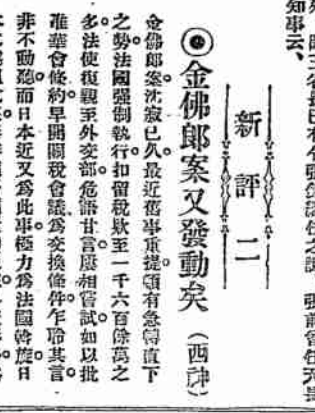 知事云、
新評二
◉金佛郎案又發動矣（西神）
金佛郎案沈寂已久。最近舊事重提。頗有急轉直下
之勢。法國強制執行。扣留稅款至一千六百餘萬之
多。法使復親至外交部。危語甘言。屢相嘗試。如以批
准華會條約。早開關稅會議。爲交換條件。乍聆其言。
非不動聽。而日本近又爲此事極力爲法國斡旋。日